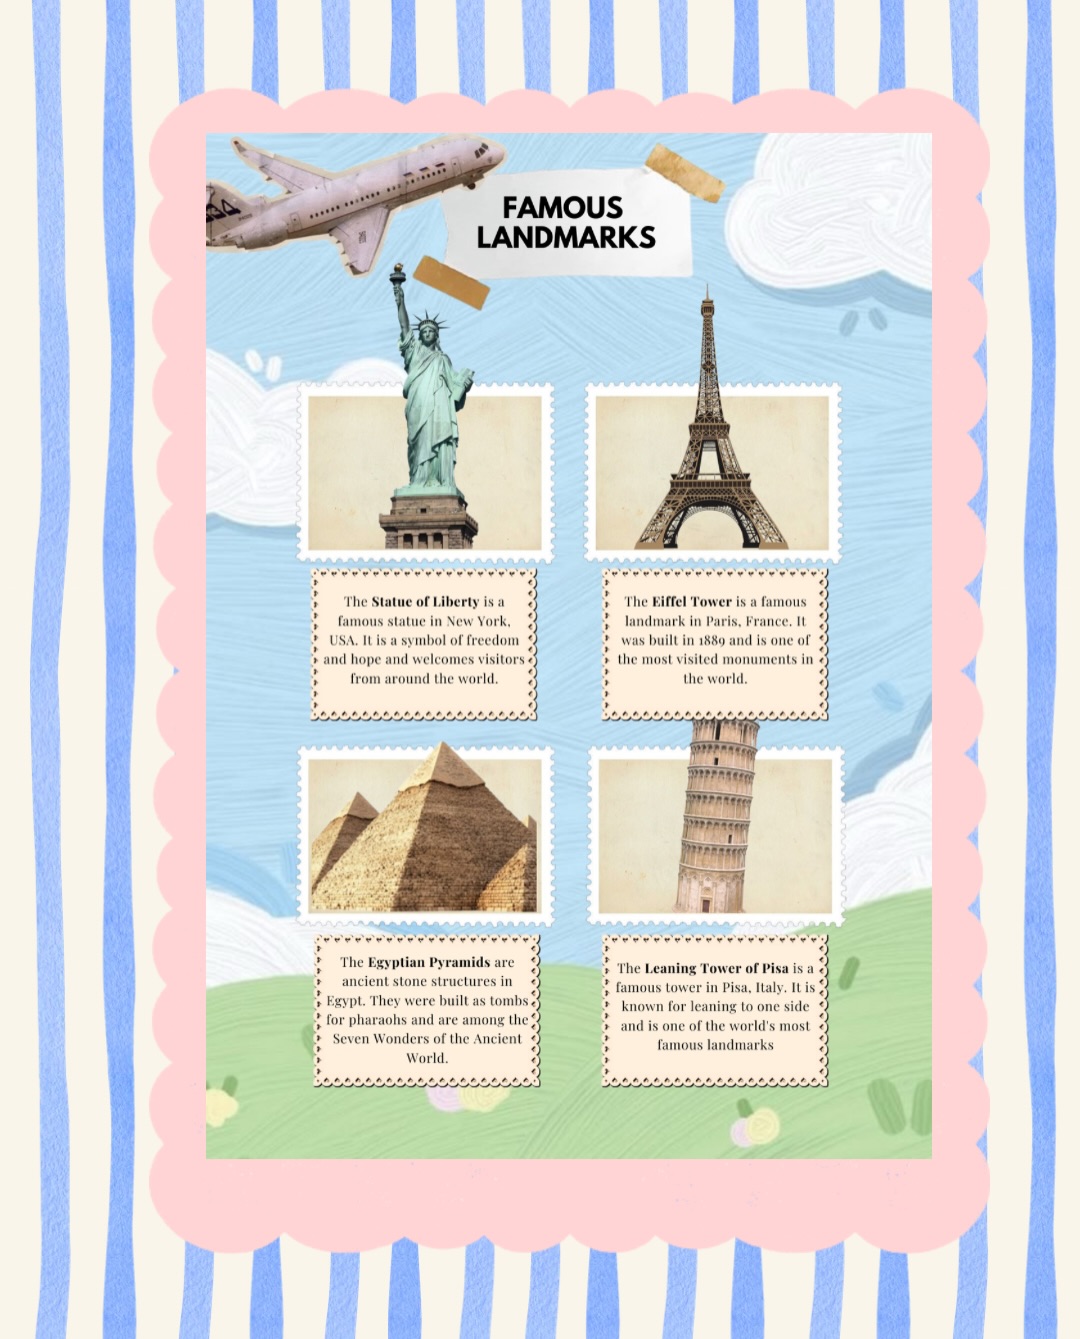 FAMOUS
LANDMARKS
The Statue of Liberty is a
famous statue in New York,
USA. It is a symbol of freedom
and hope and welcomes visitors
from around the world.
The Eiffel Tower is a famous
landmark in Paris, France. It
was built in 1889 and is one of
the most visited monuments in
the world.
The Egyptian Pyramids are
ancient stone structures in
Egypt. They were built as tombs
for pharaohs and are among the
Seven Wonders of the Ancient
World.
The Leaning Tower of Pisa is a
famous tower in Pisa, Italy. It is
known for leaning to one side
and is one of the world's most
famous landmarks